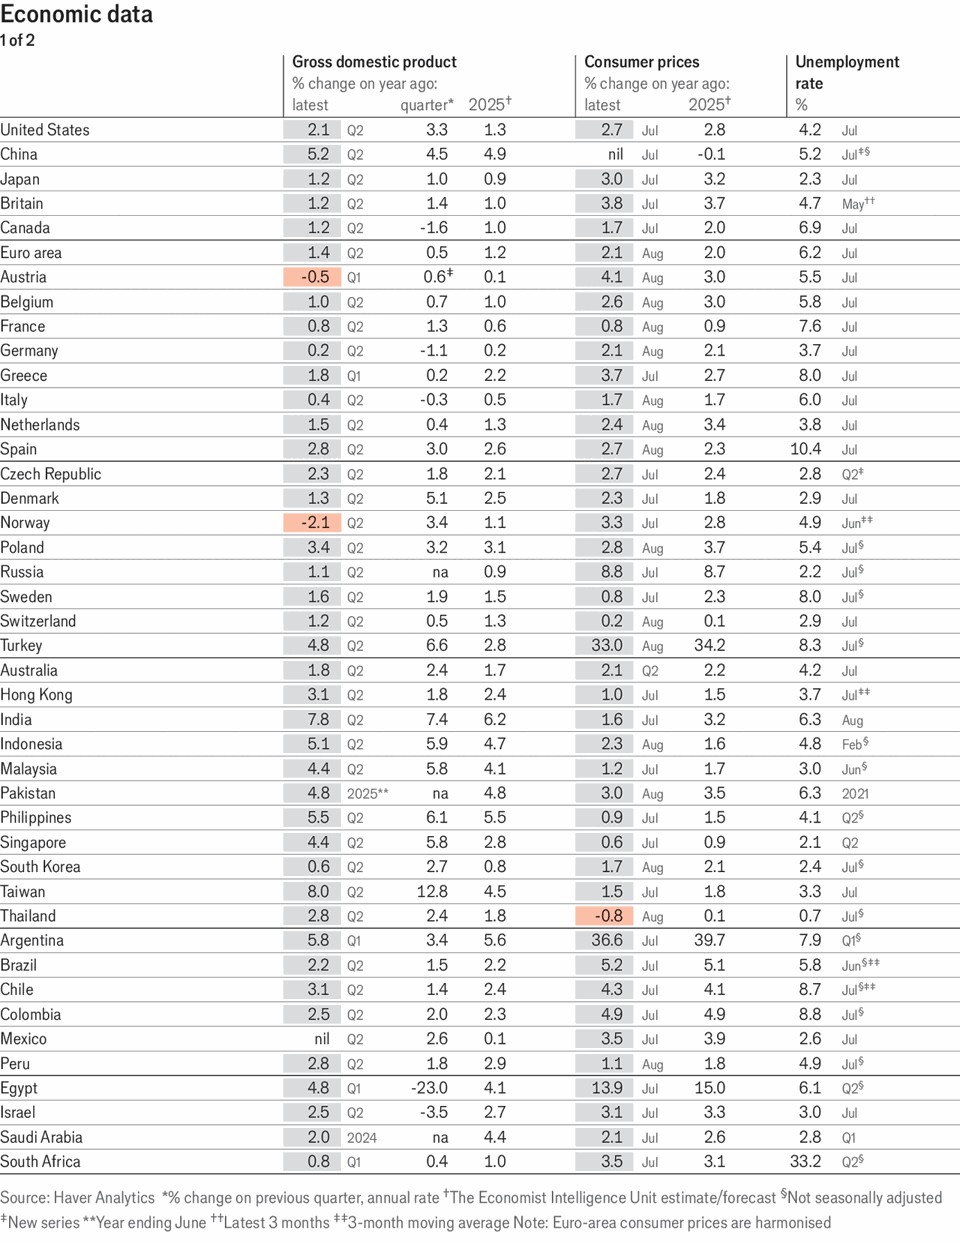 Economic data
1 of 2
Gross domestic product Consumer prices Unemployment
% change on year ago: % change on year ago: rate
latest quarter* 2025† latest 2025† %
United States 2.1 Q2 3.3 1.3 2.7 Jul 2.8 4.2 Jul
China 5.2 Q2 4.5 4.9 nil Jul -0.1 5.2 Jul‡§
Japan 1.2 Q2 1.0 0.9 3.0 Jul 3.2 2.3 Jul
Britain 1.2 Q2 1.4 1.0 3.8 Jul 3.7 4.7 May††
Canada 1.2 Q2 -1.6 1.0 1.7 Jul 2.0 6.9 Jul
Euro area 1.4 Q2 0.5 1.2 2.1 Aug 2.0 6.2 Jul
Austria -0.5 Q1 0.6‡ 0.1 4.1 Aug 3.0 5.5 Jul
Belgium 1.0 Q2 0.7 1.0 2.6 Aug 3.0 5.8 Jul
France 0.8 Q2 1.3 0.6 0.8 Aug 0.9 7.6 Jul
Germany 0.2 Q2 -1.1 0.2 2.1 Aug 2.1 3.7 Jul
Greece 1.8 Q1 0.2 2.2 3.7 Jul 2.7 8.0 Jul
Italy 0.4 Q2 -0.3 0.5 1.7 Aug 1.7 6.0 Jul
Netherlands 1.5 Q2 0.4 1.3 2.4 Aug 3.4 3.8 Jul
Spain 2.8 Q2 3.0 2.6 2.7 Aug 2.3 10.4 Jul
Czech Republic 2.3 Q2 1.8 2.1 2.7 Jul 2.4 2.8 Q2‡
Denmark 1.3 Q2 5.1 2.5 2.3 Jul 1.8 2.9 Jul
Norway -2.1 Q2 3.4 1.1 3.3 Jul 2.8 4.9 Jun‡‡
Poland 3.4 Q2 3.2 3.1 2.8 Aug 3.7 5.4 Jul§
Russia 1.1 Q2 na 0.9 8.8 Jul 8.7 2.2 Jul§
Sweden 1.6 Q2 1.9 1.5 0.8 Jul 2.3 8.0 Jul§
Switzerland 1.2 Q2 0.5 1.3 0.2 Aug 0.1 2.9 Jul
Turkey 4.8 Q2 6.6 2.8 33.0 Aug 34.2 8.3 Jul§
Australia 1.8 Q2 2.4 1.7 2.1 Q2 2.2 4.2 Jul
Hong Kong 3.1 Q2 1.8 2.4 1.0 Jul 1.5 3.7 Jul‡‡
India 7.8 Q2 7.4 6.2 1.6 Jul 3.2 6.3 Aug
Indonesia 5.1 Q2 5.9 4.7 2.3 Aug 1.6 4.8 Feb§
Malaysia 4.4 Q2 5.8 4.1 1.2 Jul 1.7 3.0 Jun§
Pakistan 4.8 2025** na 4.8 3.0 Aug 3.5 6.3 2021
Philippines 5.5 Q2 6.1 5.5 0.9 Jul 1.5 4.1 Q2§
Singapore 4.4 Q2 5.8 2.8 0.6 Jul 0.9 2.1 Q2
South Korea 0.6 Q2 2.7 0.8 1.7 Aug 2.1 2.4 Jul§
Taiwan 8.0 Q2 12.8 4.5 1.5 Jul 1.8 3.3 Jul
Thailand 2.8 Q2 2.4 1.8 -0.8 Aug 0.1 0.7 Jul§
Argentina 5.8 Q1 3.4 5.6 36.6 Jul 39.7 7.9 Q1§
Brazil 2.2 Q2 1.5 2.2 5.2 Jul 5.1 5.8 Jun§‡‡
Chile 3.1 Q2 1.4 2.4 4.3 Jul 4.1 8.7 Jul§‡‡
Colombia 2.5 Q2 2.0 2.3 4.9 Jul 4.9 8.8 Jul§
Mexico nil Q2 2.6 0.1 3.5 Jul 3.9 2.6 Jul
Peru 2.8 Q2 1.8 2.9 1.1 Aug 1.8 4.9 Jul§
Egypt 4.8 Q1 -23.0 4.1 13.9 Jul 15.0 6.1 Q2§
Israel 2.5 Q2 -3.5 2.7 3.1 Jul 3.3 3.0 Jul
Saudi Arabia 2.0 2024 na 4.4 2.1 Jul 2.6 2.8 Q1
South Africa 0.8 Q1 0.4 1.0 3.5 Jul 3.1 33.2 Q2§
Source: Haver Analytics *% change on previous quarter, annual rate †The Economist Intelligence Unit estimate/forecast §Not seasonally adjusted
‡New series **Year ending June ††Latest 3 months ‡‡3-month moving average Note: Euro-area consumer prices are harmonised